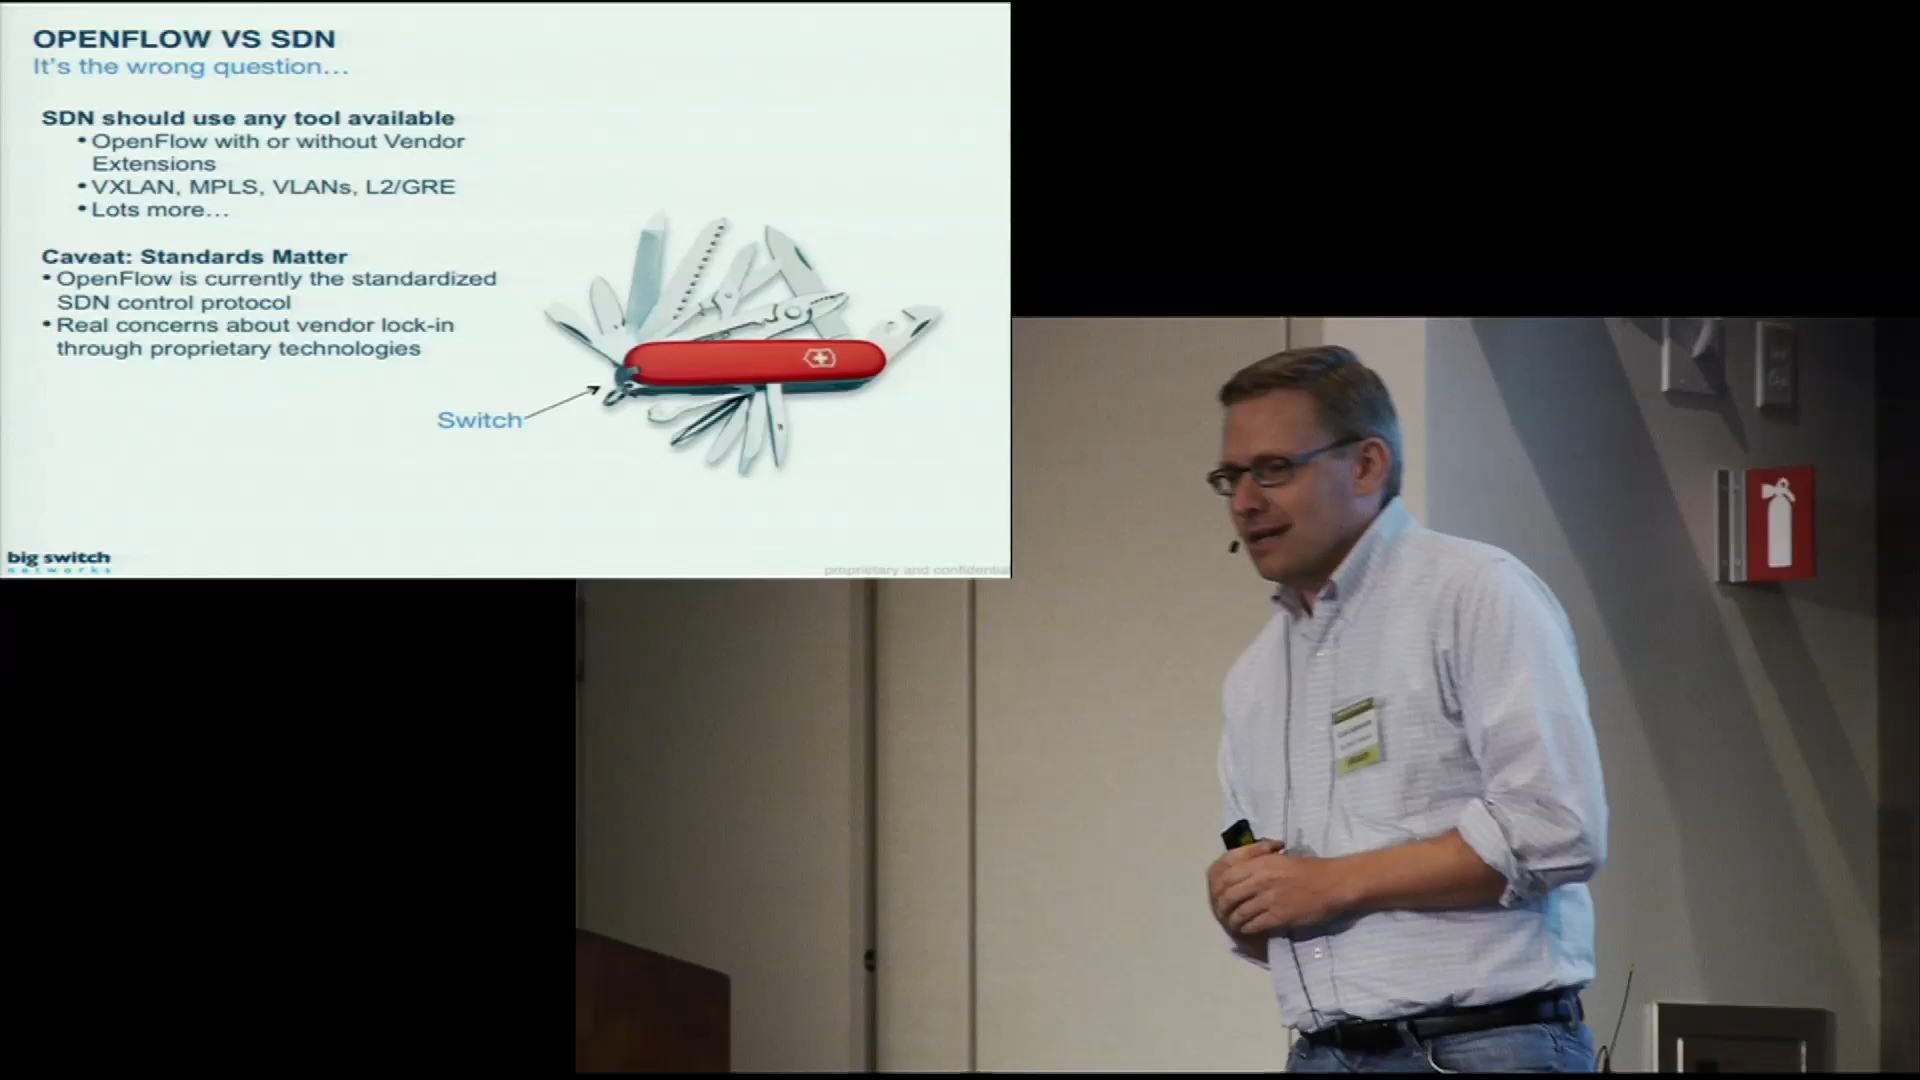 OPENFLOW VS SDN
It's the wrong question...
SDN should use any tool available
• OpenFlow with or without Vendor
Extensions
• VXLAN, MPLS, VLANs, L2/GRE
• Lots more...
Caveat: Standards Matter
• OpenFlow is currently the standardized
SDN control protocol
• Real concerns about vendor lock-in
through proprietary technologies
Switch
big switch
networks
proprietary and confidential